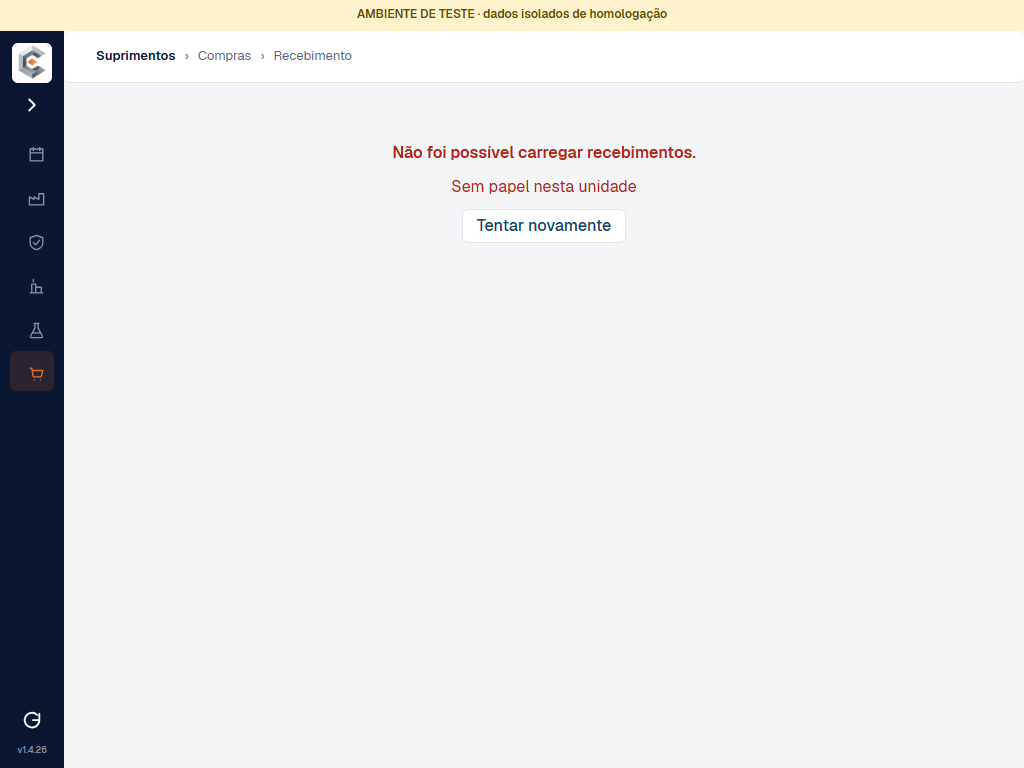 AMBIENTE DE TESTE · dados isolados de homologação
Suprimentos › Compras › Recebimento
Não foi possível carregar recebimentos.
Sem papel nesta unidade
Tentar novamente
v1.4.26